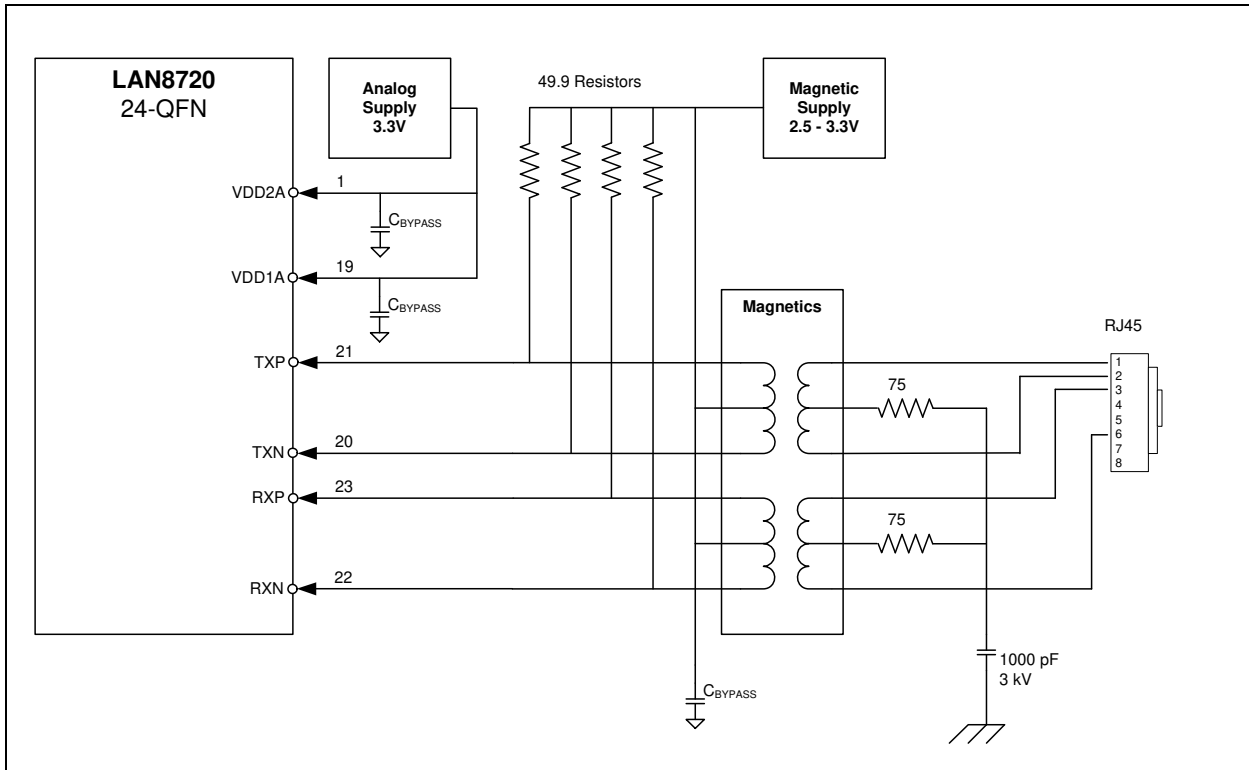 LAN8720
24-QFN
Analog
Supply
3.3V
49.9 Resistors
Magnetic
Supply
2.5 - 3.3V
VDD2A
1
CBYPASS
VDD1A
19
CBYPASS
Magnetics
RJ45
TXP
21
TXN
20
RXP
23
RXN
22
75
75
1
2
3
4
5
6
7
8
CBYPASS
1000 pF
3 kV